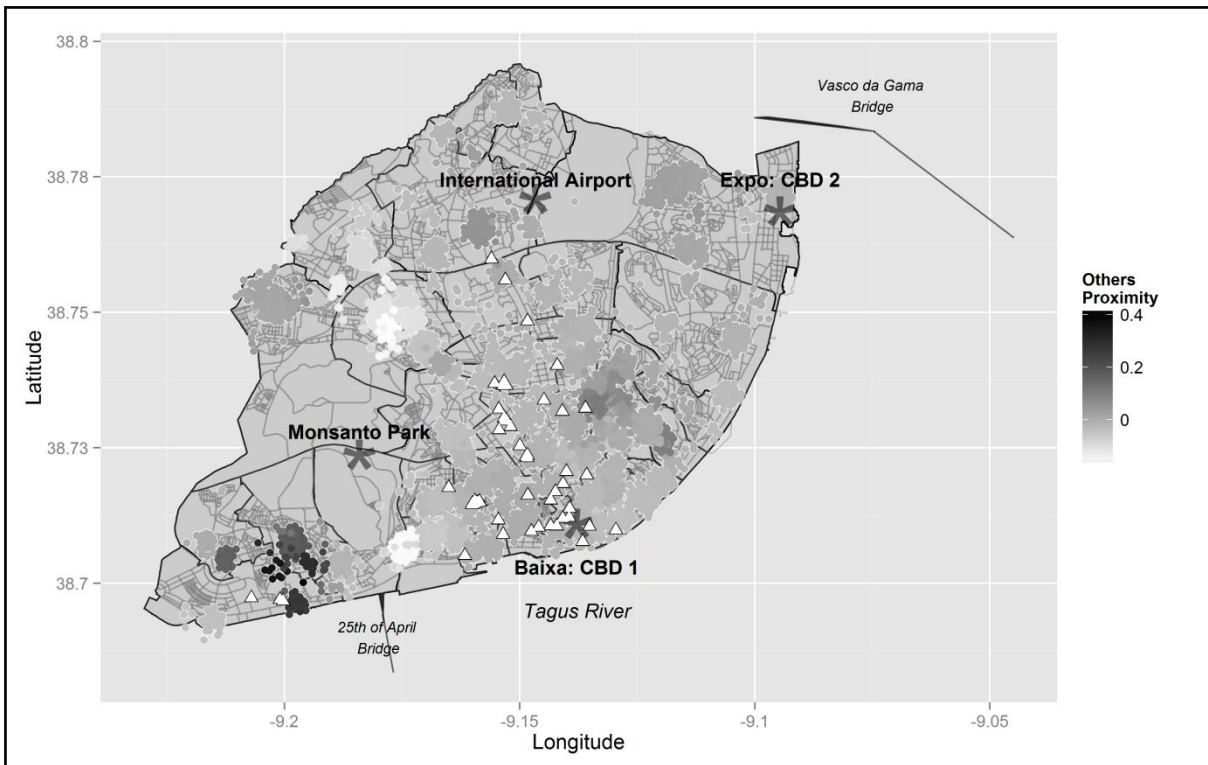 38.8
Vasco da Gama
Bridge
38.78
International Airport
Expo: CBD 2
Others
Proximity
0.4
0.2
0
38.75
Latitude
38.73
Monsanto Park
38.7
Baixa: CBD 1
Tagus River
25th of April
Bridge
-9.2
-9.15
-9.1
-9.05
Longitude